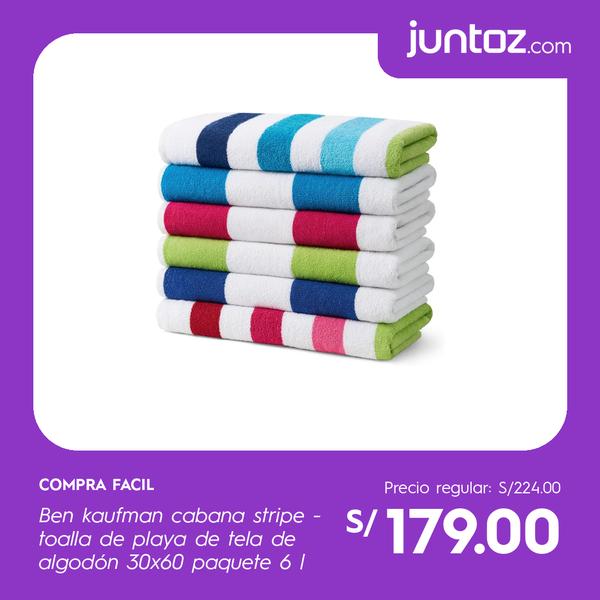 juntoz.com
COMPRA FACIL
Ben kaufman cabana stripe -
toalla de playa de tela de
algodón 30x60 paquete 6 l
Precio regular: S/224.00
S/179.00